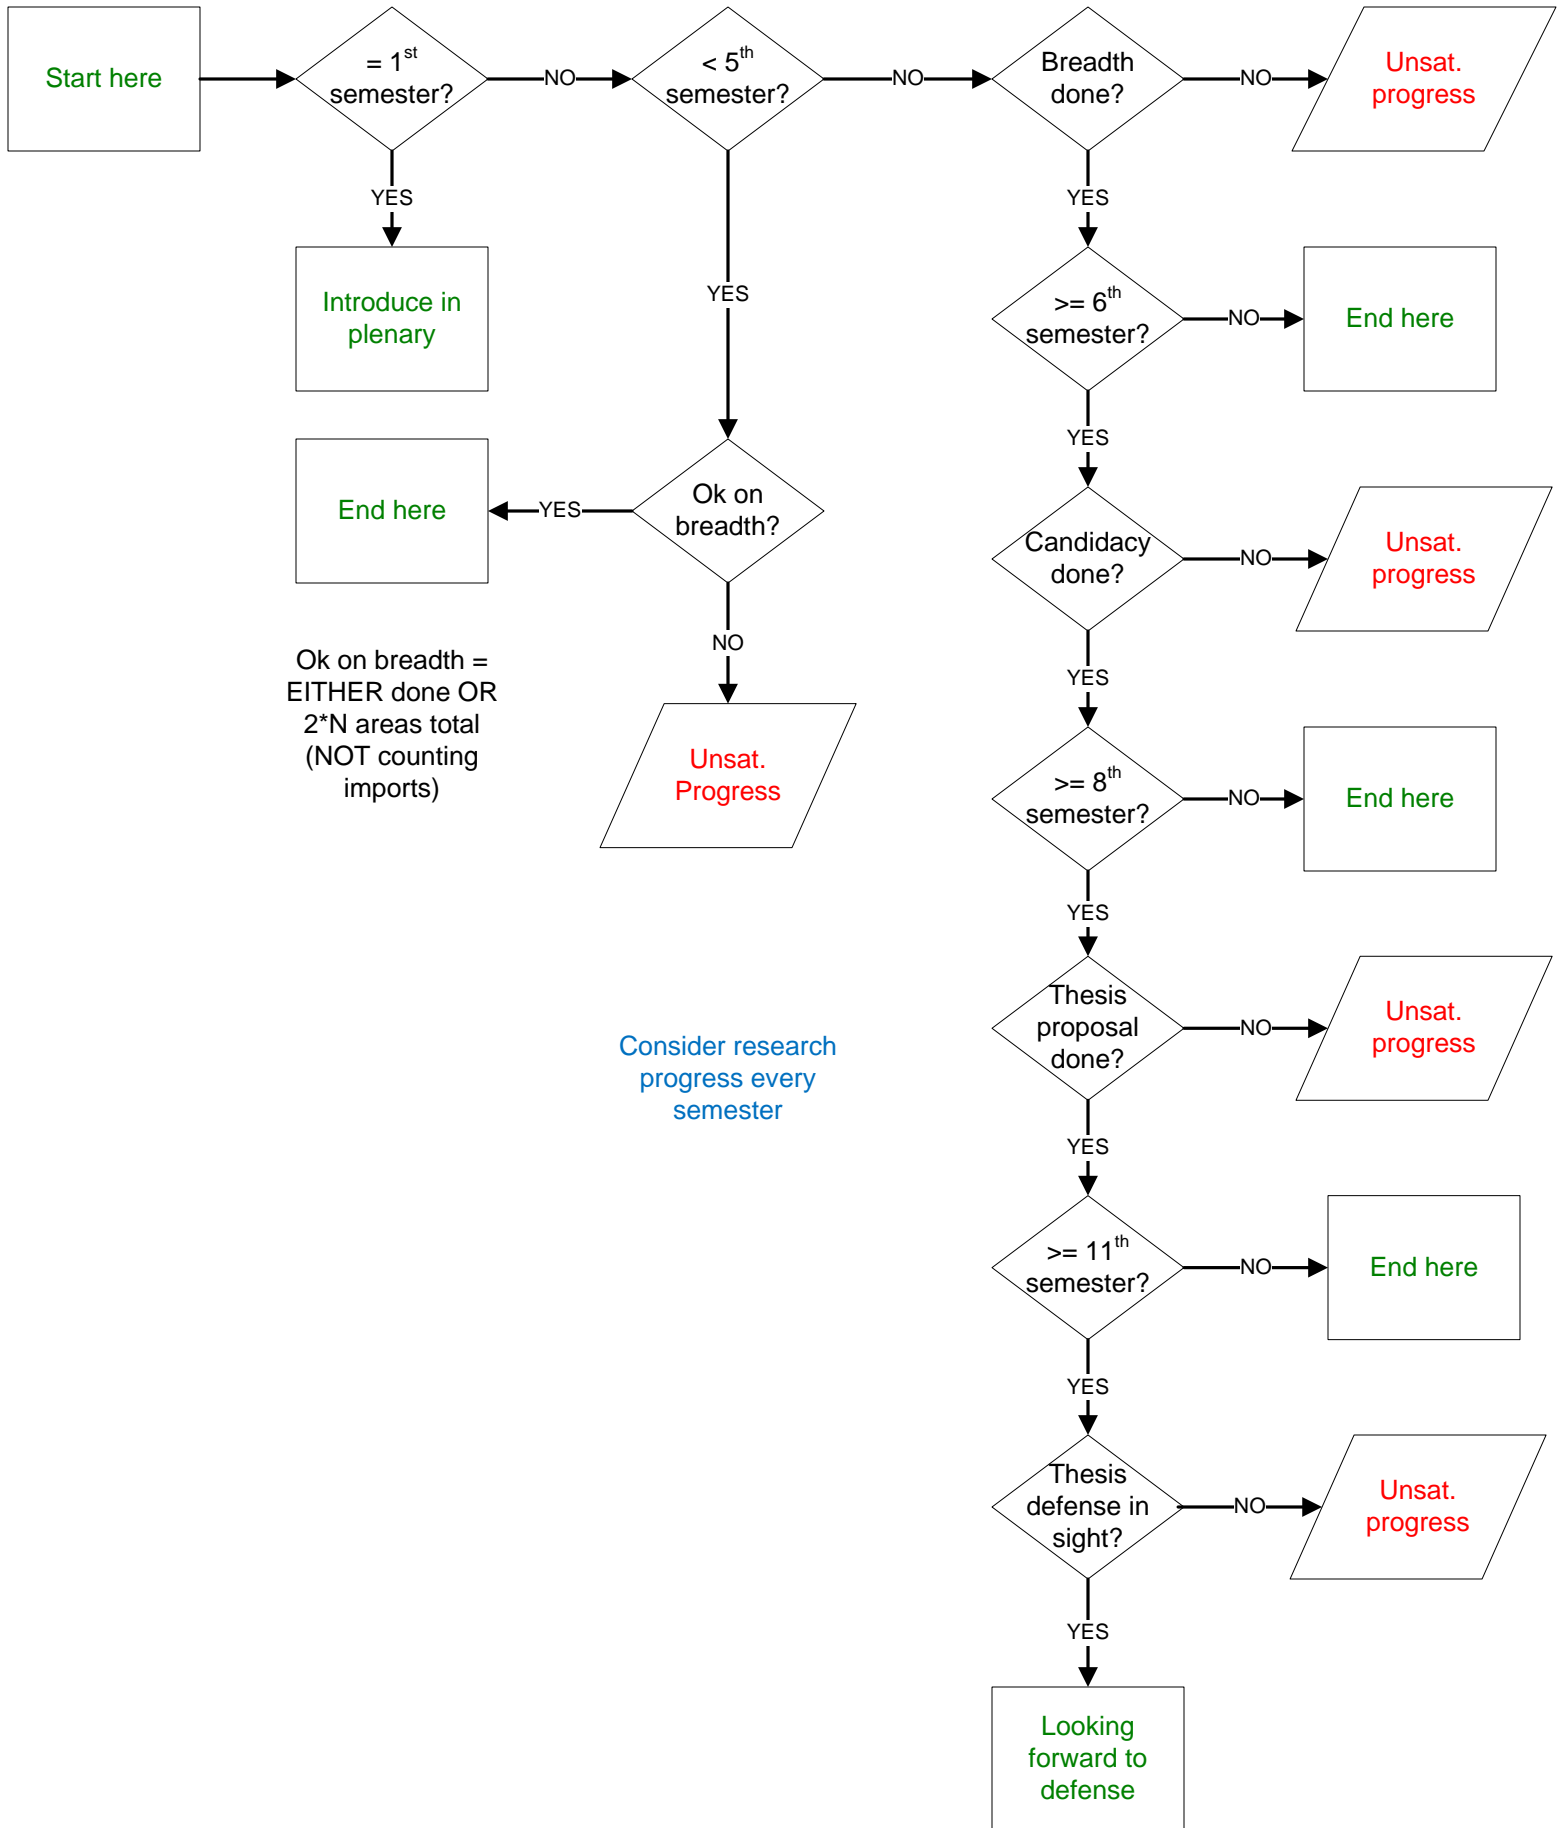 Start here
= 1st
semester?
NO
< 5th
semester?
NO
Breadth
done?
NO
Unsat.
progress
YES
Introduce in
plenary
YES
YES
>= 6th
semester?
NO
End here
End here
YES
Ok on
breadth?
YES
Candidacy
done?
NO
Unsat.
progress
NO
Ok on breadth =
EITHER done OR
2*N areas total
(NOT counting
imports)
Unsat.
Progress
YES
>= 8th
semester?
NO
End here
YES
Consider research
progress every
semester
Thesis
proposal
done?
NO
Unsat.
progress
YES
>= 11th
semester?
NO
End here
YES
Thesis
defense in
sight?
NO
Unsat.
progress
YES
Looking
forward to
defense